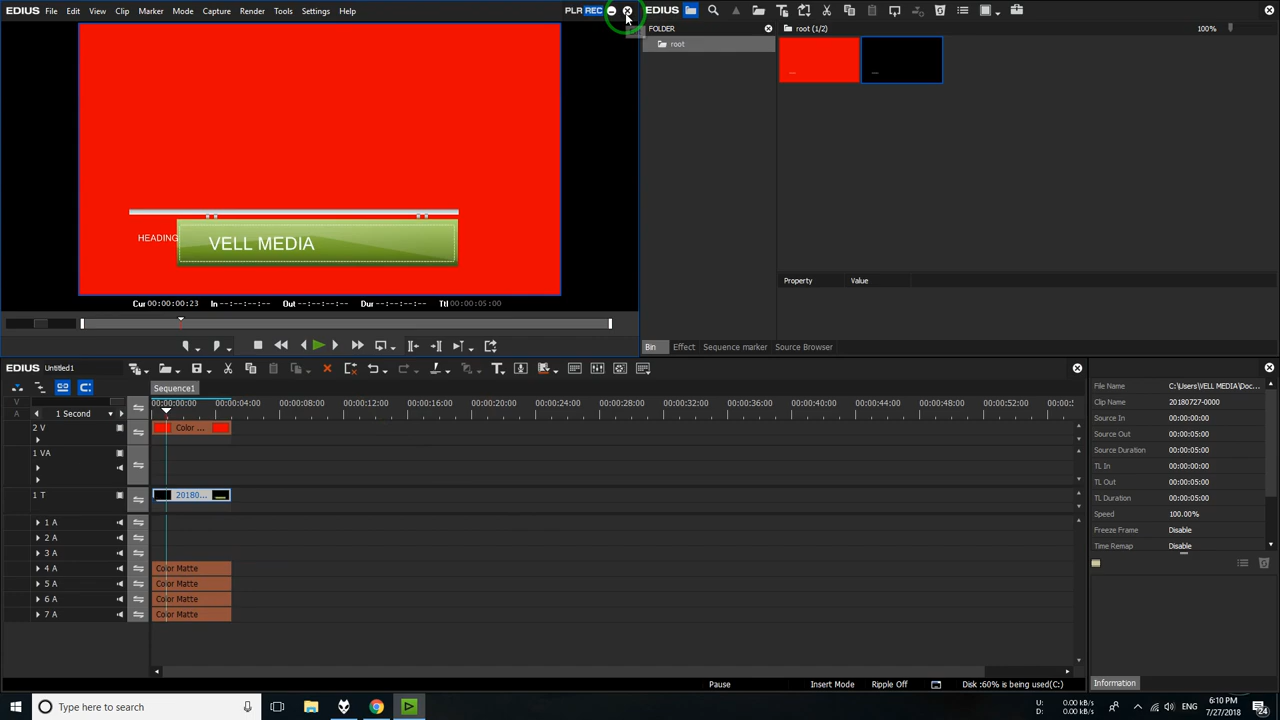 EDIUS File Edit View Clip Marker Mode Capture Render Tools Settings Help PLR REC
EDIUS
FOLDER
root (1/2)
100%
root
HEADING
VELL MEDIA
Cur 00:00:00:23 In --:--:--:-- Out --:--:--:-- Dur --:--:--:-- Ttl 00:00:05:00
Property Value
Bin Effect Sequence marker Source Browser
EDIUS Untitled1
Sequence1
V
A
1 Second
00:00:00:00 00:00:04:00 00:00:08:00 00:00:12:00 00:00:16:00 00:00:20:00 00:00:24:00 00:00:28:00 00:00:32:00 00:00:36:00 00:00:40:00 00:00:44:00 00:00:48:00 00:00:52:00 00:00:5
2 V
Color ...
1 VA
1 T
20180...
1 A
2 A
3 A
4 A Color Matte
5 A Color Matte
6 A Color Matte
7 A Color Matte
File Name C:\Users\VELL MEDIA\Doc...
Clip Name 20180727-0000
Source In 00:00:00:00
Source Out 00:00:05:00
Source Duration 00:00:05:00
TL In 00:00:00:00
TL Out 00:00:05:00
TL Duration 00:00:05:00
Speed 100.00%
Freeze Frame Disable
Time Remap Disable
Information
Pause Insert Mode Ripple Off Disk :60% is being used(C:)
Type here to search
U: 0.00 kB/s
D: 0.00 kB/s
ENG
6:10 PM
7/27/2018
24